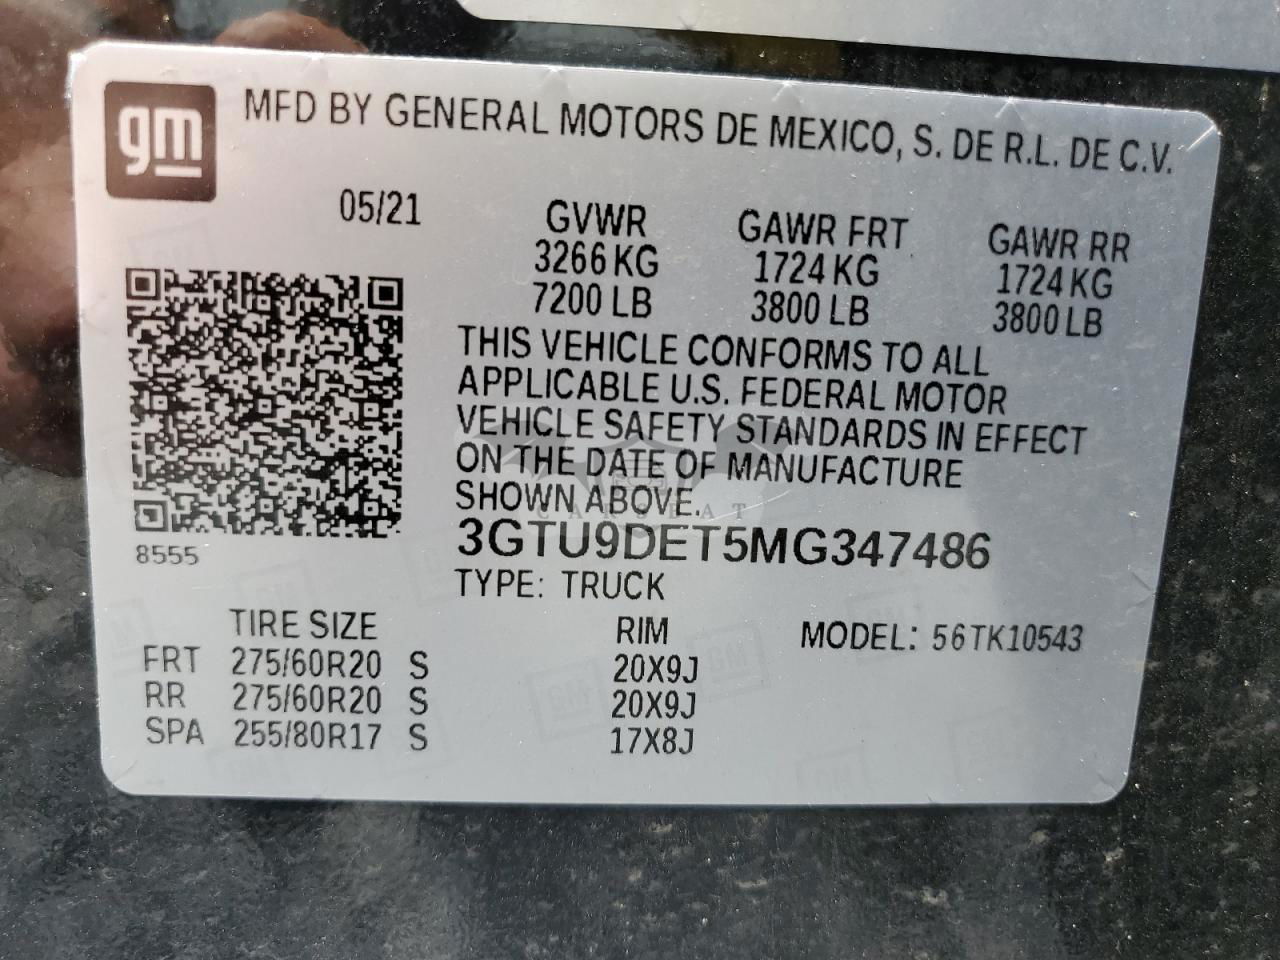 gm
MFD BY GENERAL MOTORS DE MEXICO, S. DE R.L. DE C.V.
05/21
GVWR GAWR FRT GAWR RR
3266 KG 1724 KG 1724 KG
7200 LB 3800 LB 3800 LB
THIS VEHICLE CONFORMS TO ALL
APPLICABLE U.S. FEDERAL MOTOR
VEHICLE SAFETY STANDARDS IN EFFECT
ON THE DATE OF MANUFACTURE
SHOWN ABOVE.
3GTU9DET5MG347486
8555
TYPE: TRUCK
TIRE SIZE RIM MODEL: 56TK10543
FRT 275/60R20 S 20X9J
RR 275/60R20 S 20X9J
SPA 255/80R17 S 17X8J